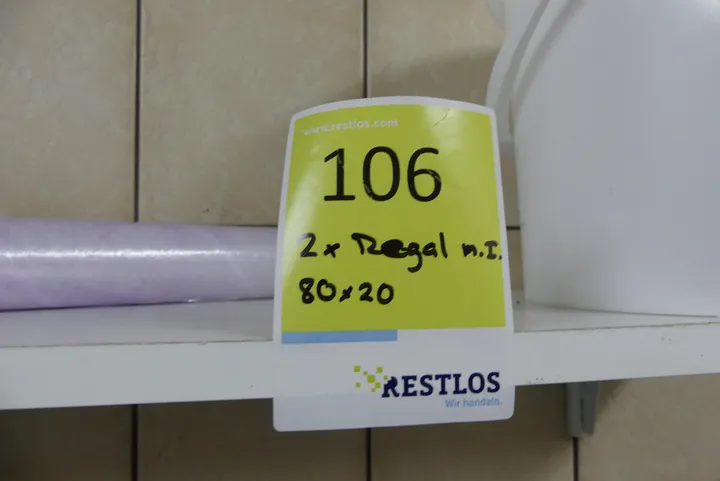 www.restlos.com
106
2x Regal m.I.
80x20
RESTLOS
Wir handeln.